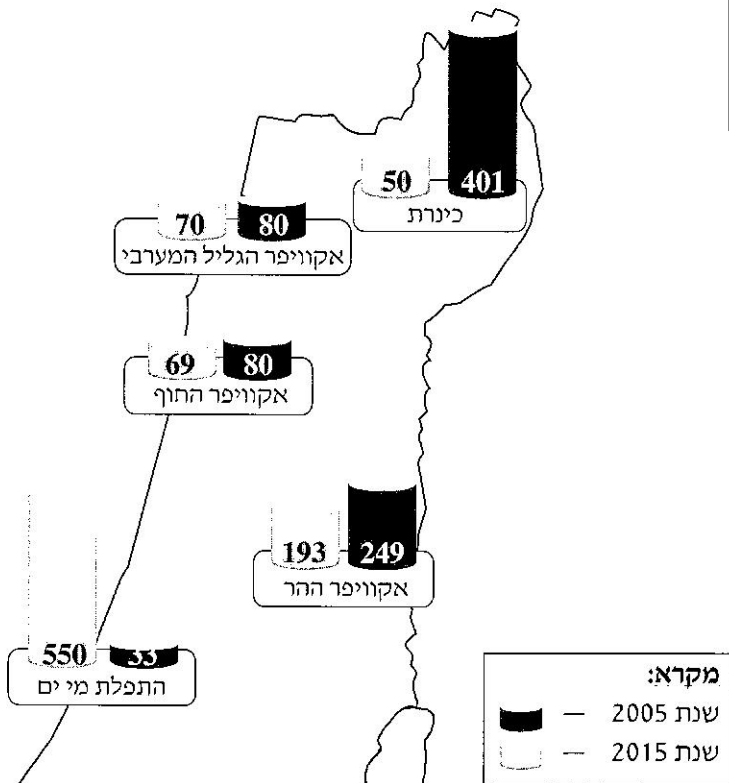 50 401
כינרת
70 80
אקוויפר הגליל המערבי
69 80
אקוויפר החוף
193 249
אקוויפר ההר
550 33
התפלת מי ים
מקרא:
שנת 2005 –
שנת 2015 –